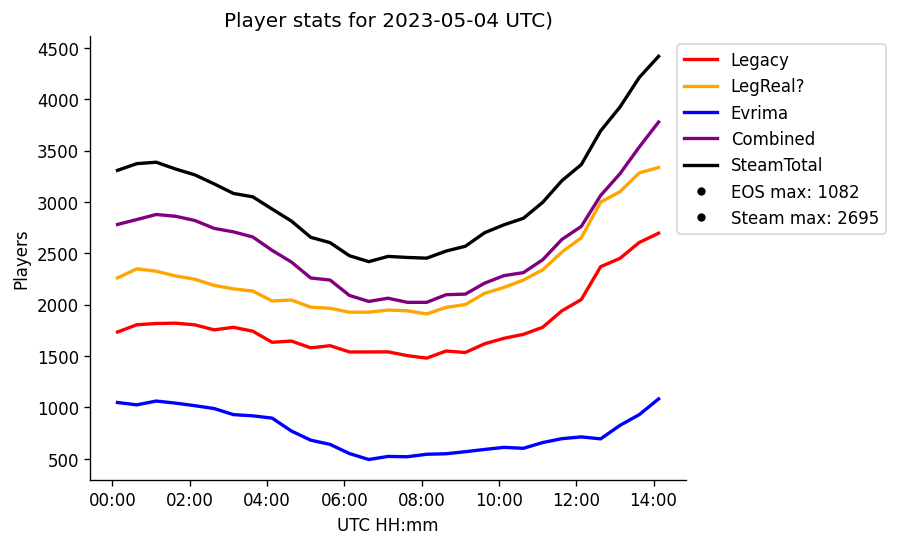 Player stats for 2023-05-04 UTC)
Players
4500
4000
3500
3000
2500
2000
1500
1000
500
00:00 02:00 04:00 06:00 08:00 10:00 12:00 14:00
UTC HH:mm
Legacy
LegReal?
Evrima
Combined
SteamTotal
EOS max: 1082
Steam max: 2695